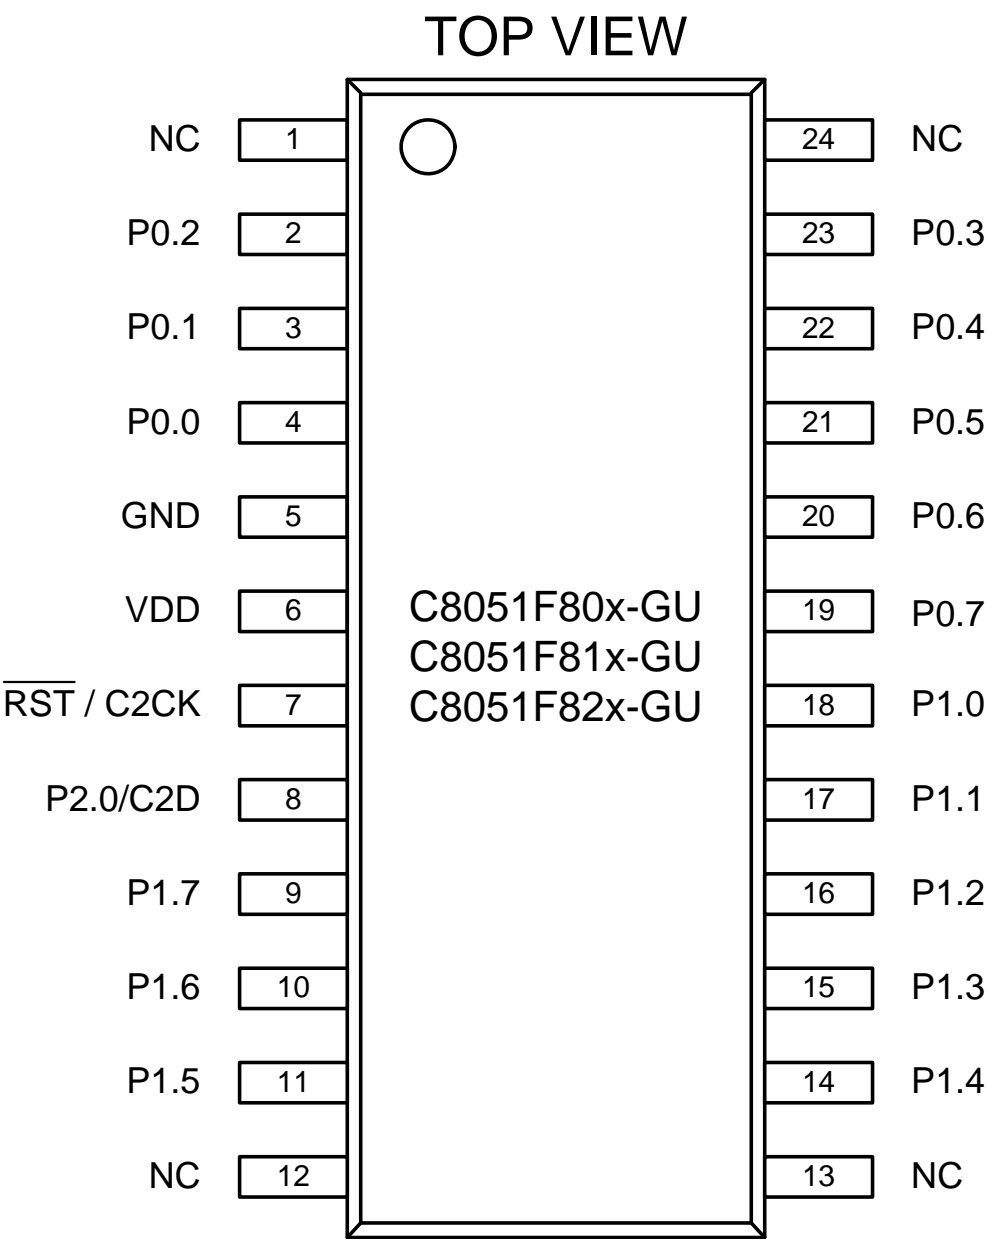 TOP VIEW
NC 1 24 NC
P0.2 2 23 P0.3
P0.1 3 22 P0.4
P0.0 4 21 P0.5
GND 5 20 P0.6
VDD 6 C8051F80x-GU 19 P0.7
C8051F81x-GU
R̅S̅T̅ / C2CK 7 C8051F82x-GU 18 P1.0
P2.0/C2D 8 17 P1.1
P1.7 9 16 P1.2
P1.6 10 15 P1.3
P1.5 11 14 P1.4
NC 12 13 NC